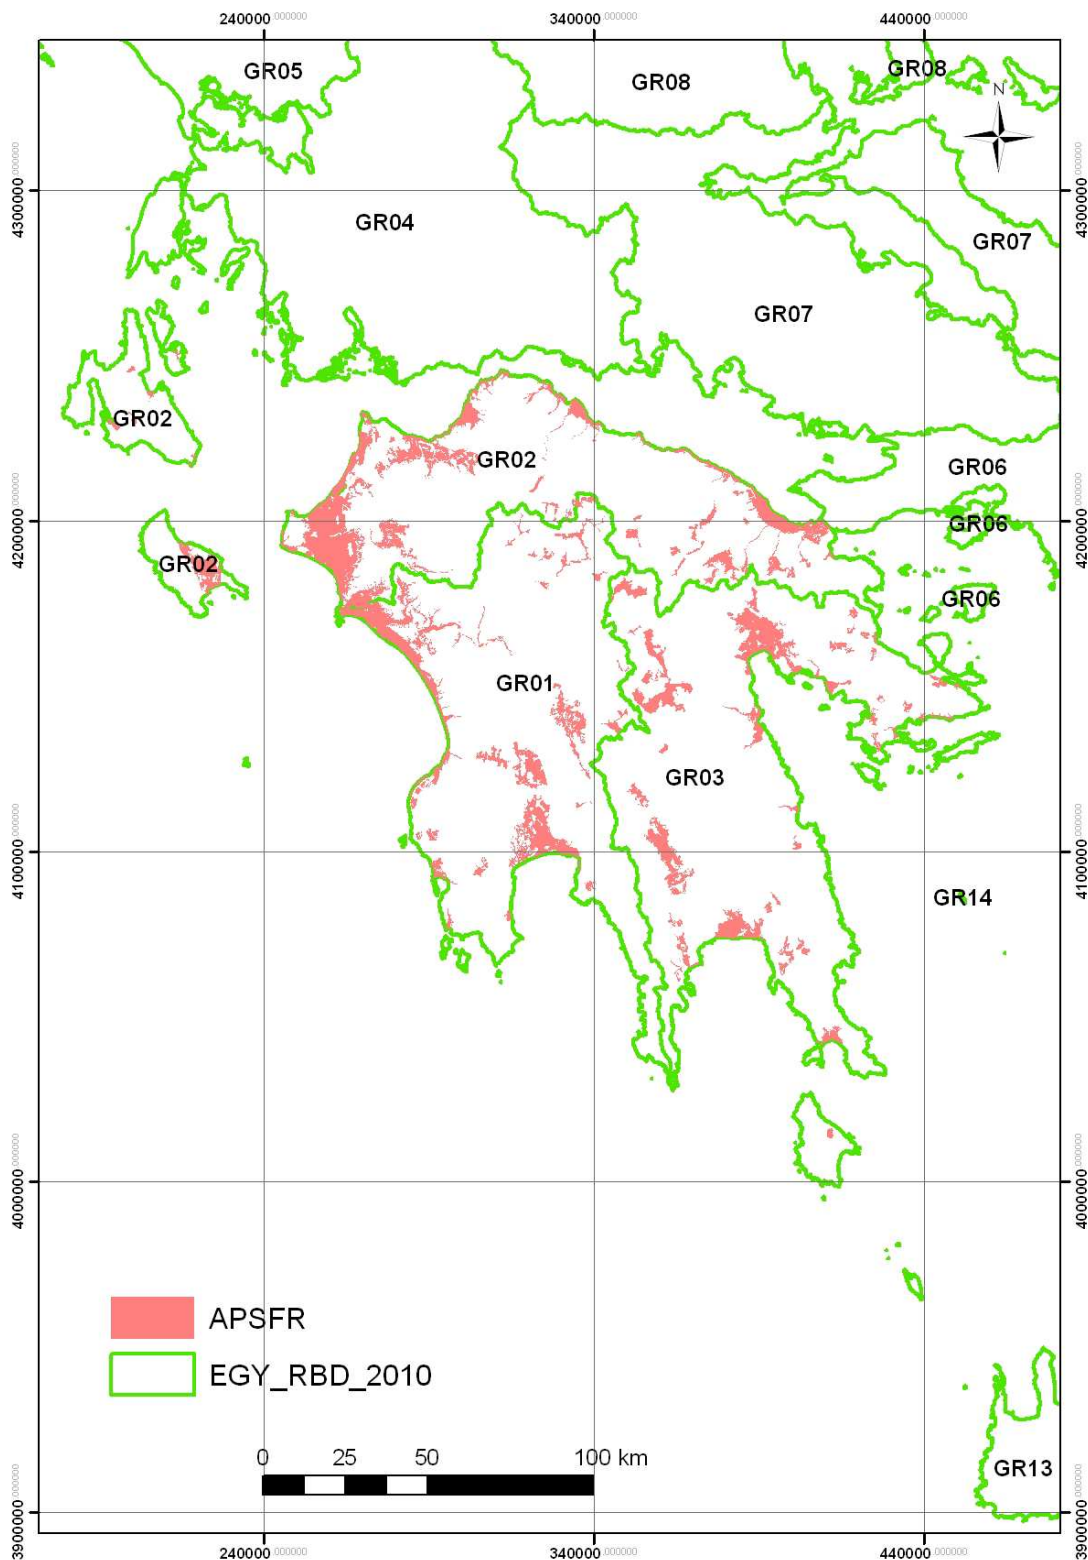 240000.000000 340000.000000 440000.000000
GR05 GR08 GR08
N
4300000.000000 4300000.000000
GR04 GR07
GR07
GR02 GR02 GR06
4200000.000000 GR06 4200000.000000
GR02 GR06
GR01
GR03
4100000.000000 4100000.000000
GR14
4000000.000000 4000000.000000
APSFR
EGY_RBD_2010
0 25 50 100 km
GR13
3900000.000000 3900000.000000
240000.000000 340000.000000 440000.000000